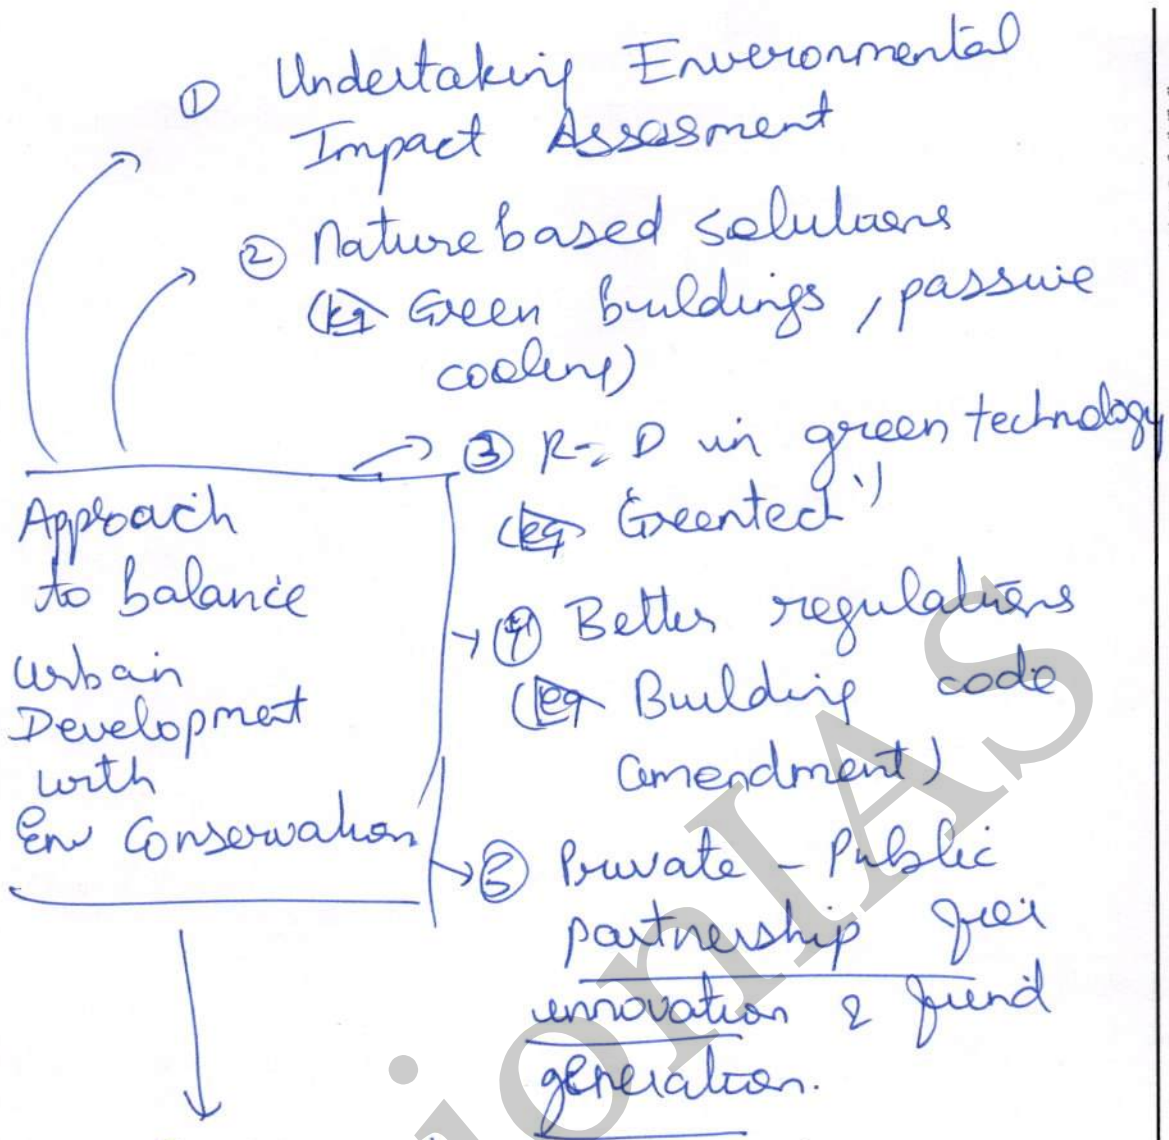 ① Undertaking Environmental
Impact Assesment
② Nature based solutions
(eg Green buildings, passive
cooling)
③ R & D in green technology
(eg Greentech)
④ Better regulations
(eg Building code
amendment)
⑤ Private - Public
partnership for
innovation & fund
generation.
Approach
to balance
urban
Development
with
Env Conservation
ionIAS